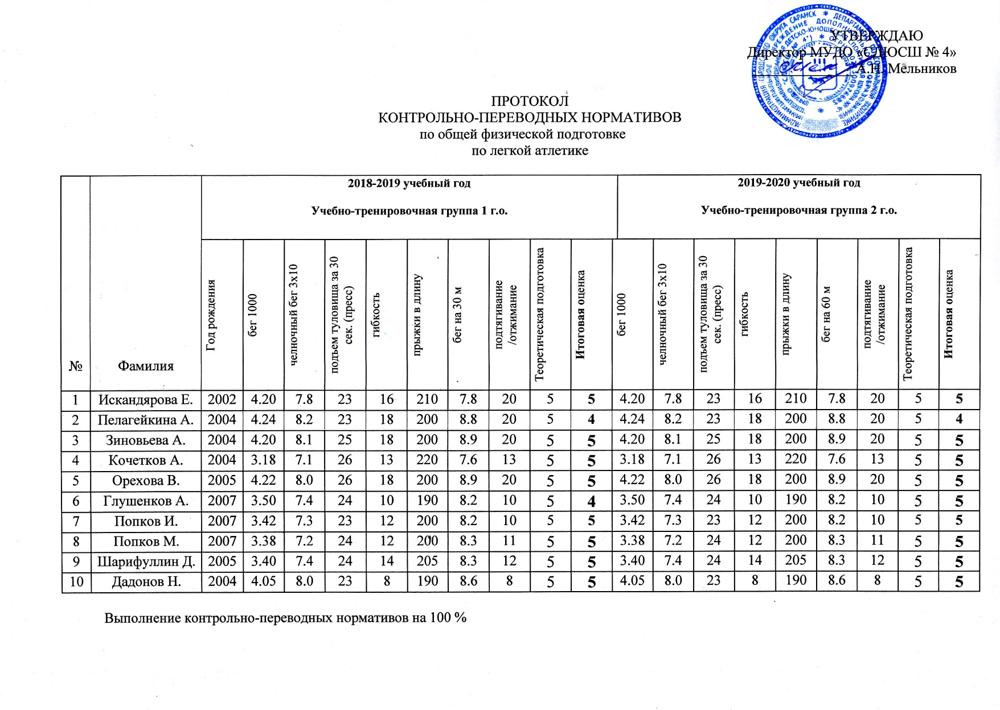 УТВЕРЖДАЮ
Директор МУДО «СДЮСШ № 4»
А.Н. Мельников
ПРОТОКОЛ
КОНТРОЛЬНО-ПЕРЕВОДНЫХ НОРМАТИВОВ
по общей физической подготовке
по легкой атлетике
2018-2019 учебный год 2019-2020 учебный год
Учебно-тренировочная группа 1 г.о. Учебно-тренировочная группа 2 г.о.
№ Фамилия Год рождения бег 1000 челночный бег 3х10 подъем туловища за 30 сек. (пресс) гибкость прыжки в длину бег на 30 м подтягивание /отжимание Теоретическая подготовка Итоговая оценка бег 1000 челночный бег 3х10 подъем туловища за 30 сек. (пресс) гибкость прыжки в длину бег на 60 м подтягивание /отжимание Теоретическая подготовка Итоговая оценка
1 Искандярова Е. 2002 4.20 7.8 23 16 210 7.8 20 5 5 4.20 7.8 23 16 210 7.8 20 5 5
2 Пелагейкина А. 2004 4.24 8.2 23 18 200 8.8 20 5 4 4.24 8.2 23 18 200 8.8 20 5 4
3 Зиновьева А. 2004 4.20 8.1 25 18 200 8.9 20 5 5 4.20 8.1 25 18 200 8.9 20 5 5
4 Кочетков А. 2004 3.18 7.1 26 13 220 7.6 13 5 5 3.18 7.1 26 13 220 7.6 13 5 5
5 Орехова В. 2005 4.22 8.0 26 18 200 8.9 20 5 5 4.22 8.0 26 18 200 8.9 20 5 5
6 Глушенков А. 2007 3.50 7.4 24 10 190 8.2 10 5 4 3.50 7.4 24 10 190 8.2 10 5 5
7 Попков И. 2007 3.42 7.3 23 12 200 8.2 10 5 5 3.42 7.3 23 12 200 8.2 10 5 5
8 Попков М. 2007 3.38 7.2 24 12 200 8.3 11 5 5 3.38 7.2 24 12 200 8.3 11 5 5
9 Шарифуллин Д. 2005 3.40 7.4 24 14 205 8.3 12 5 5 3.40 7.4 24 14 205 8.3 12 5 5
10 Дадонов Н. 2004 4.05 8.0 23 8 190 8.6 8 5 5 4.05 8.0 23 8 190 8.6 8 5 5
Выполнение контрольно-переводных нормативов на 100 %